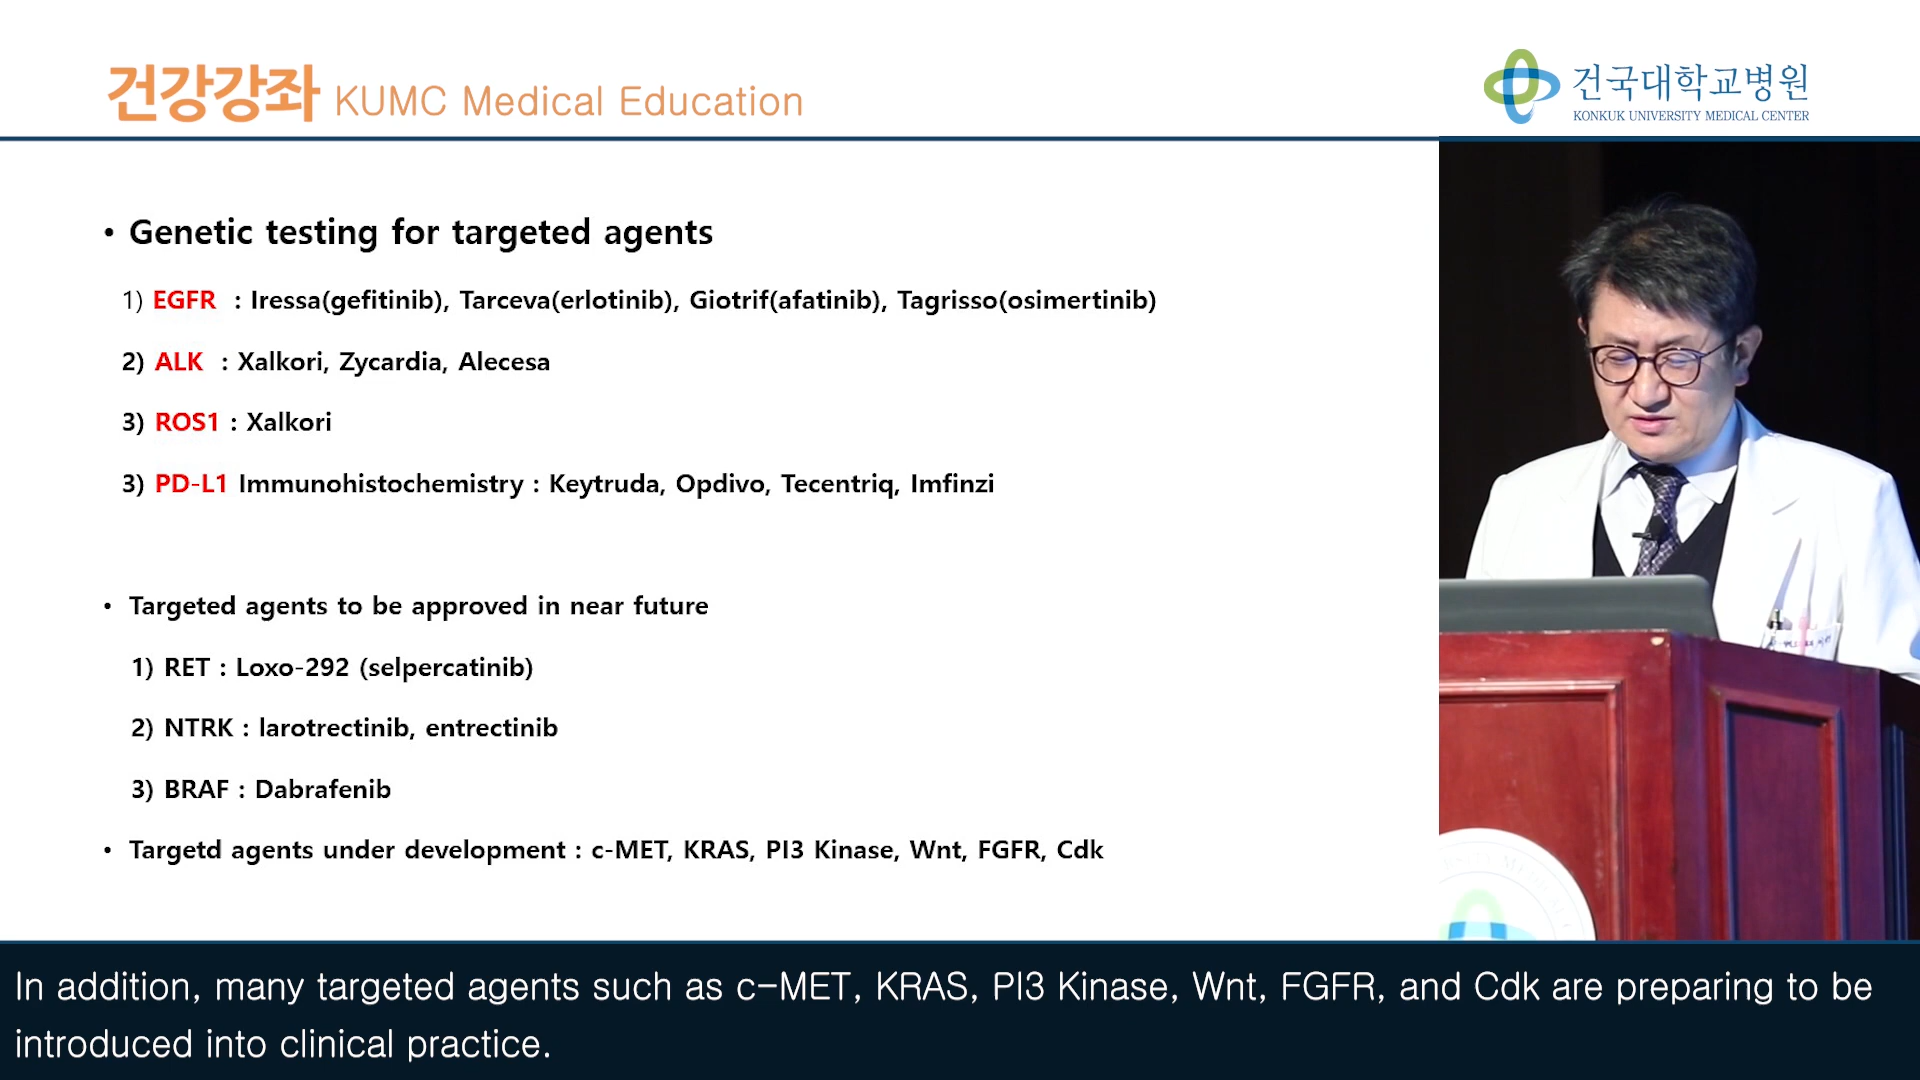 건강강좌 KUMC Medical Education
건국대학교병원
KONKUK UNIVERSITY MEDICAL CENTER
• Genetic testing for targeted agents
1) EGFR : Iressa(gefitinib), Tarceva(erlotinib), Giotrif(afatinib), Tagrisso(osimertinib)
2) ALK : Xalkori, Zycardia, Alecesa
3) ROS1 : Xalkori
3) PD-L1 Immunohistochemistry : Keytruda, Opdivo, Tecentriq, Imfinzi
• Targeted agents to be approved in near future
1) RET : Loxo-292 (selpercatinib)
2) NTRK : larotrectinib, entrectinib
3) BRAF : Dabrafenib
• Targetd agents under development : c-MET, KRAS, PI3 Kinase, Wnt, FGFR, Cdk
In addition, many targeted agents such as c-MET, KRAS, PI3 Kinase, Wnt, FGFR, and Cdk are preparing to be
introduced into clinical practice.